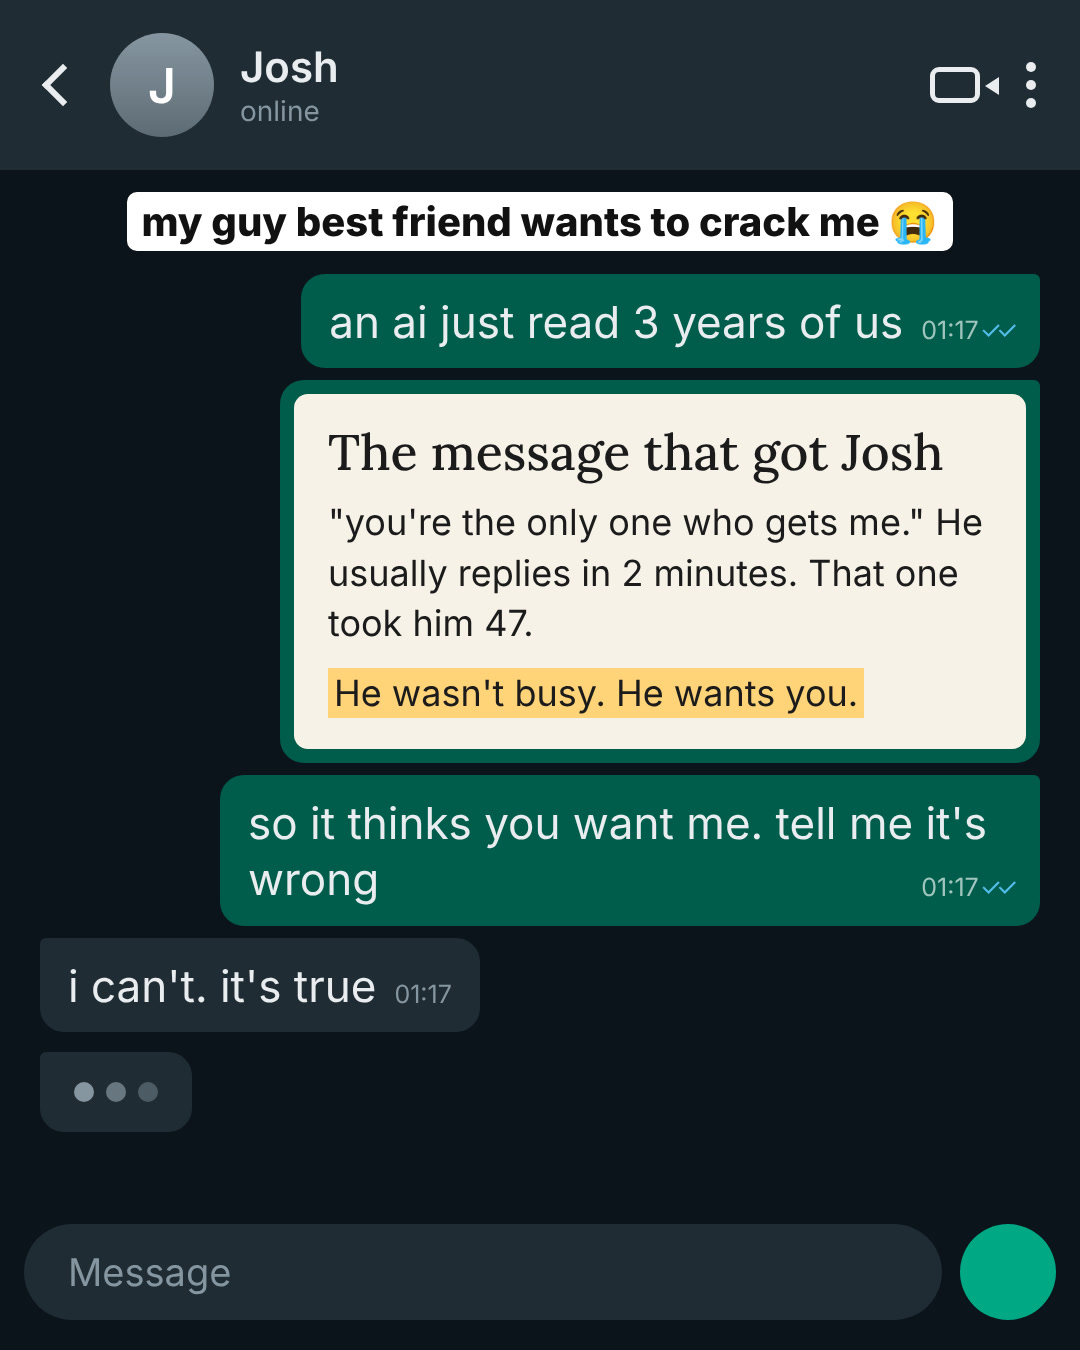 J
Josh
online
my guy best friend wants to crack me 😭
an ai just read 3 years of us 01:17
The message that got Josh
"you're the only one who gets me." He
usually replies in 2 minutes. That one
took him 47.
He wasn't busy. He wants you.
so it thinks you want me. tell me it's
wrong 01:17
i can't. it's true 01:17
Message